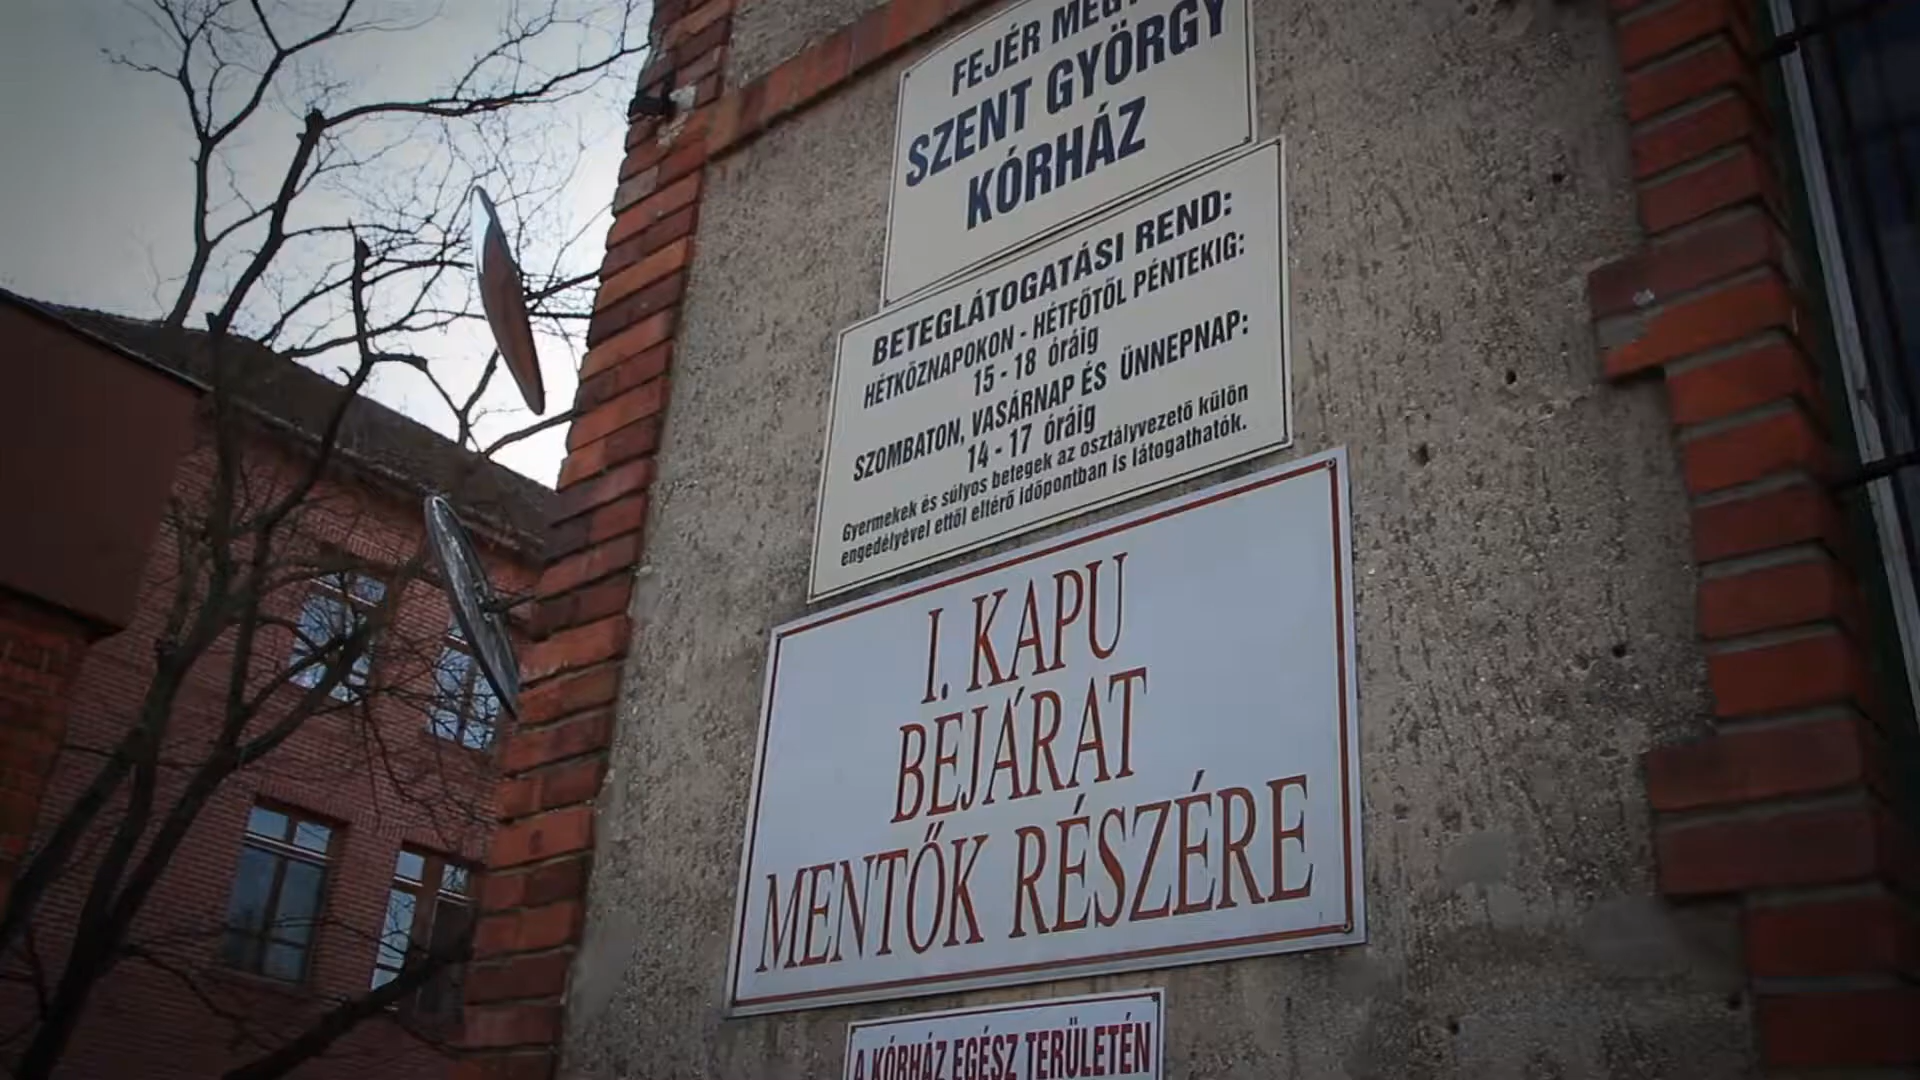 FEJÉR
SZENT GYÖRGY
KÓRHÁZ
BETEGLÁTOGATÁSI REND:
HÉTKÖZNAPOKON - HÉTFŐTŐL PÉNTEKIG:
15 - 18 óráig
SZOMBATON, VASÁRNAP ÉS ÜNNEPNAP:
14 - 17 óráig
Gyermekek és súlyos betegek az osztályvezető külön
engedélyével ettől eltérő időpontban is látogathatók.
I. KAPU
BEJÁRAT
MENTŐK RÉSZÉRE
A KÓRHÁZ EGÉSZ TERÜLETÉN